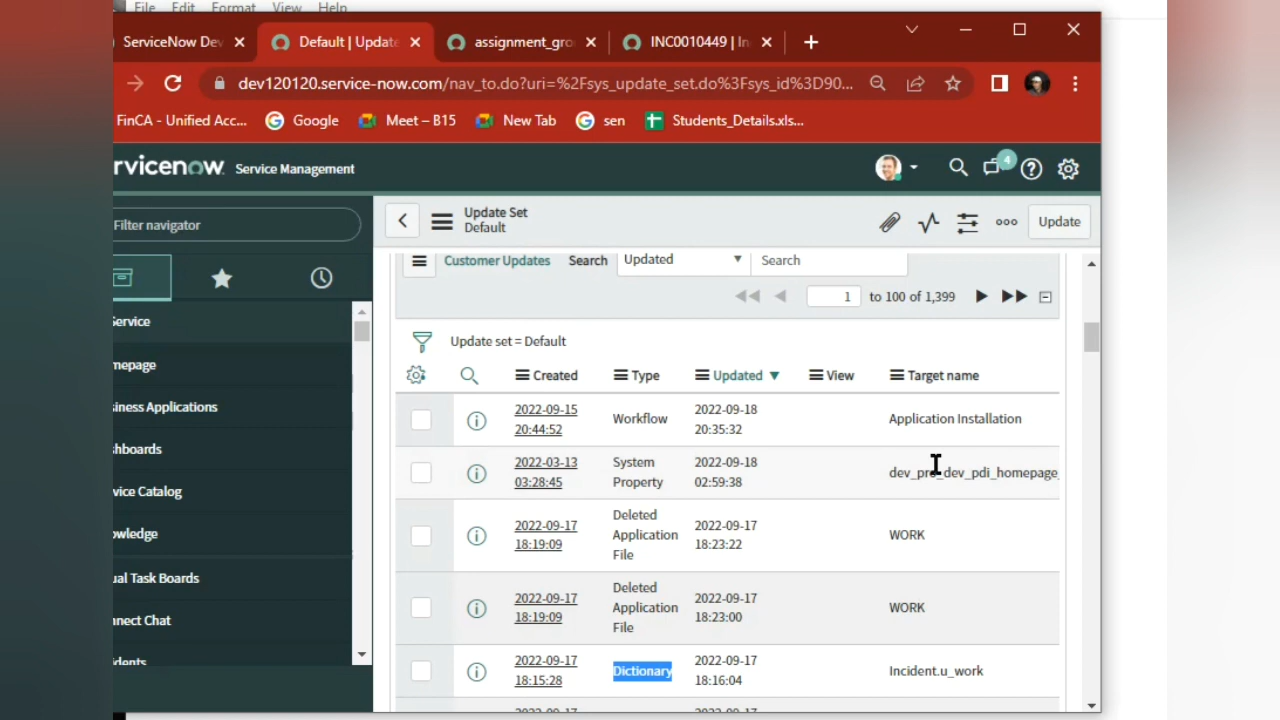 File Edit Format View Help
ServiceNow Dev
Default | Update
assignment_gro
INC0010449 | In
dev120120.service-now.com/nav_to.do?uri=%2Fsys_update_set.do%3Fsys_id%3D90...
FinCA - Unified Acc... Google Meet – B15 New Tab sen Students_Details.xls...
rvicenow. Service Management
4
Filter navigator
Update Set
Default
Update
Service
mepage
siness Applications
shboards
vice Catalog
owledge
ual Task Boards
nnect Chat
idents
Customer Updates Search Updated Search
1 to 100 of 1,399
Update set = Default
Created Type Updated View Target name
2022-09-15 20:44:52 Workflow 2022-09-18 20:35:32 Application Installation
2022-03-13 03:28:45 System Property 2022-09-18 02:59:38 dev_pro_dev_pdi_homepage_
2022-09-17 18:19:09 Deleted Application File 2022-09-17 18:23:22 WORK
2022-09-17 18:19:09 Deleted Application File 2022-09-17 18:23:00 WORK
2022-09-17 18:15:28 Dictionary 2022-09-17 18:16:04 Incident.u_work